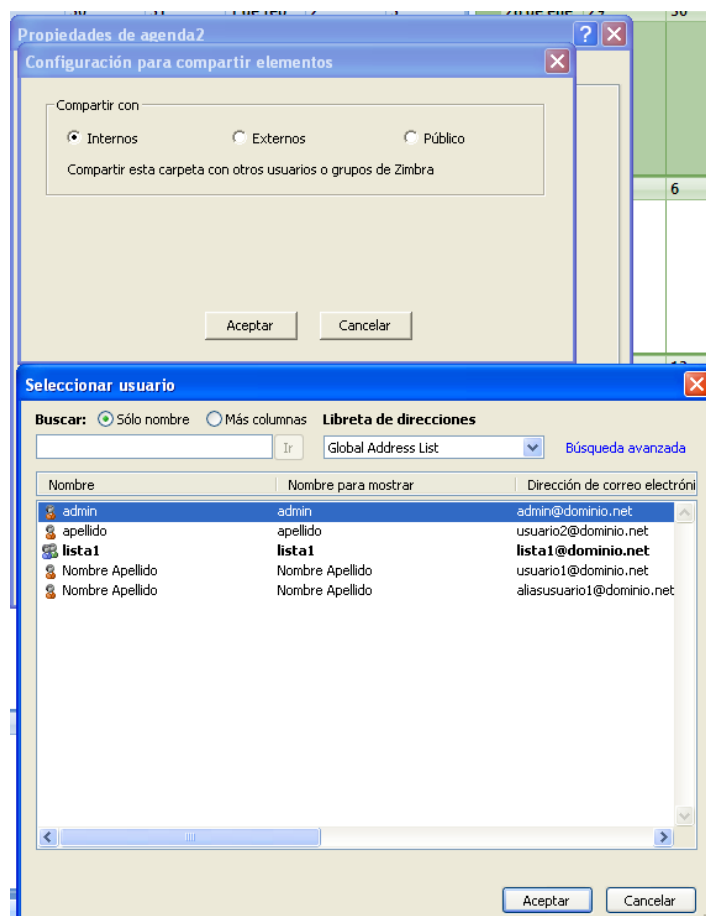 Propiedades de agenda2
Configuración para compartir elementos
Compartir con
Internos Externos Público
Compartir esta carpeta con otros usuarios o grupos de Zimbra
6
Aceptar Cancelar
Seleccionar usuario
Buscar: Sólo nombre Más columnas Libreta de direcciones
Ir Global Address List Búsqueda avanzada
Nombre Nombre para mostrar Dirección de correo electróni
admin admin admin@dominio.net
apellido apellido usuario2@dominio.net
lista1 lista1 lista1@dominio.net
Nombre Apellido Nombre Apellido usuario1@dominio.net
Nombre Apellido Nombre Apellido aliasusuario1@dominio.net
Aceptar Cancelar